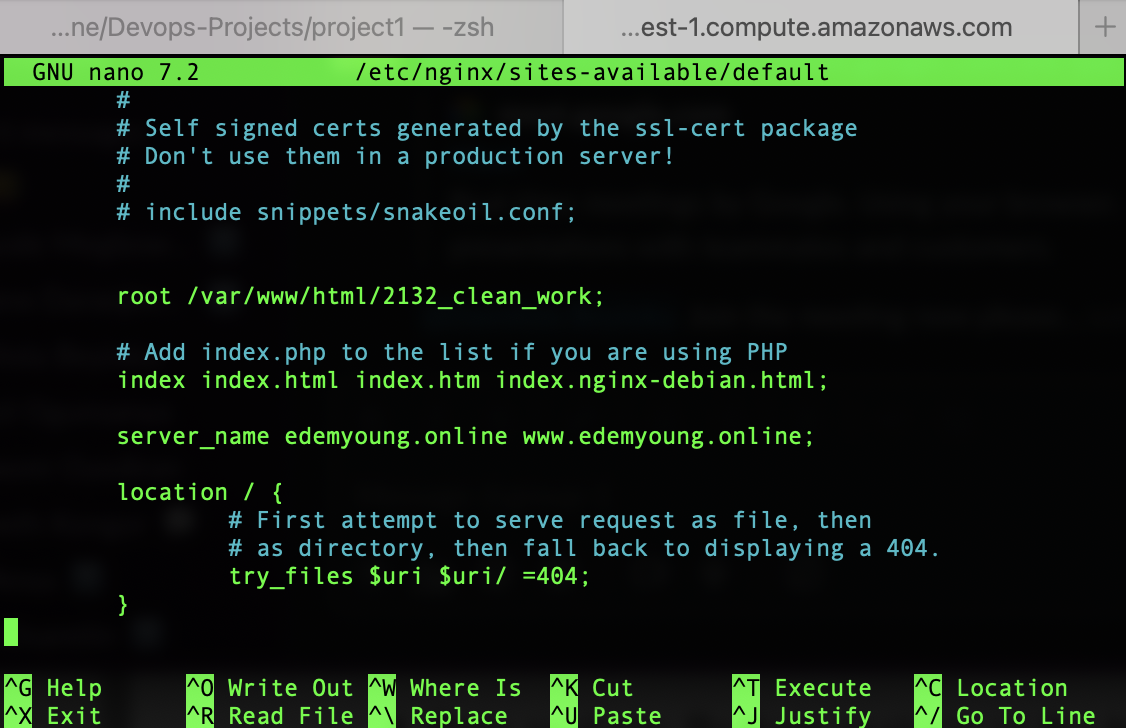 ...ne/Devops-Projects/project1 — -zsh ...est-1.compute.amazonaws.com +
GNU nano 7.2 /etc/nginx/sites-available/default
#
# Self signed certs generated by the ssl-cert package
# Don't use them in a production server!
#
# include snippets/snakeoil.conf;
root /var/www/html/2132_clean_work;
# Add index.php to the list if you are using PHP
index index.html index.htm index.nginx-debian.html;
server_name edemyoung.online www.edemyoung.online;
location / {
# First attempt to serve request as file, then
# as directory, then fall back to displaying a 404.
try_files $uri $uri/ =404;
}
^G Help ^O Write Out ^W Where Is ^K Cut ^T Execute ^C Location
^X Exit ^R Read File ^\ Replace ^U Paste ^J Justify ^/ Go To Line